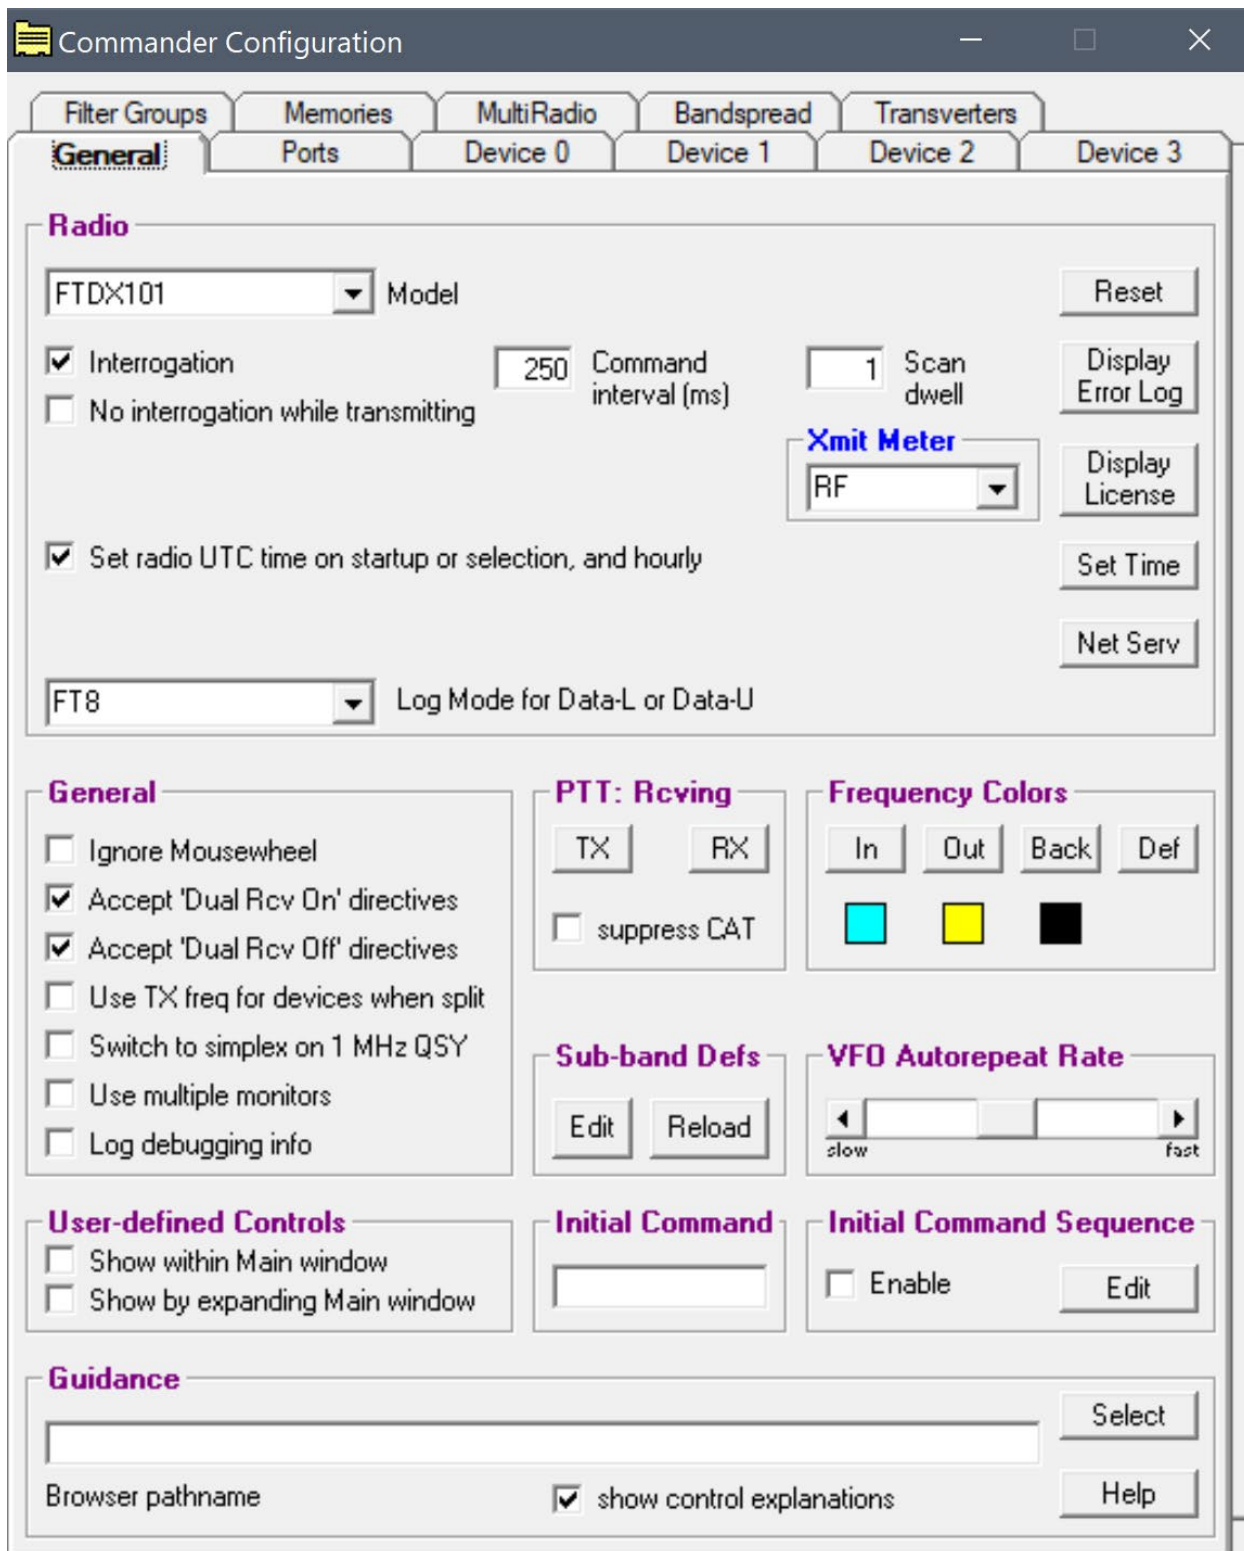 Commander Configuration
Filter Groups Memories MultiRadio Bandspread Transverters
General Ports Device 0 Device 1 Device 2 Device 3
Radio
FTDX101 Model Reset
Interrogation 250 Command interval (ms) 1 Scan dwell Display Error Log
No interrogation while transmitting
Xmit Meter
RF Display License
Set radio UTC time on startup or selection, and hourly Set Time
Net Serv
FT8 Log Mode for Data-L or Data-U
General
Ignore Mousewheel
Accept 'Dual Rcv On' directives
Accept 'Dual Rcv Off' directives
Use TX freq for devices when split
Switch to simplex on 1 MHz QSY
Use multiple monitors
Log debugging info
PTT: Rcving
TX RX
suppress CAT
Frequency Colors
In Out Back Def
Sub-band Defs
Edit Reload
VFO Autorepeat Rate
slow fast
User-defined Controls
Show within Main window
Show by expanding Main window
Initial Command
Initial Command Sequence
Enable Edit
Guidance
Select
Browser pathname show control explanations Help